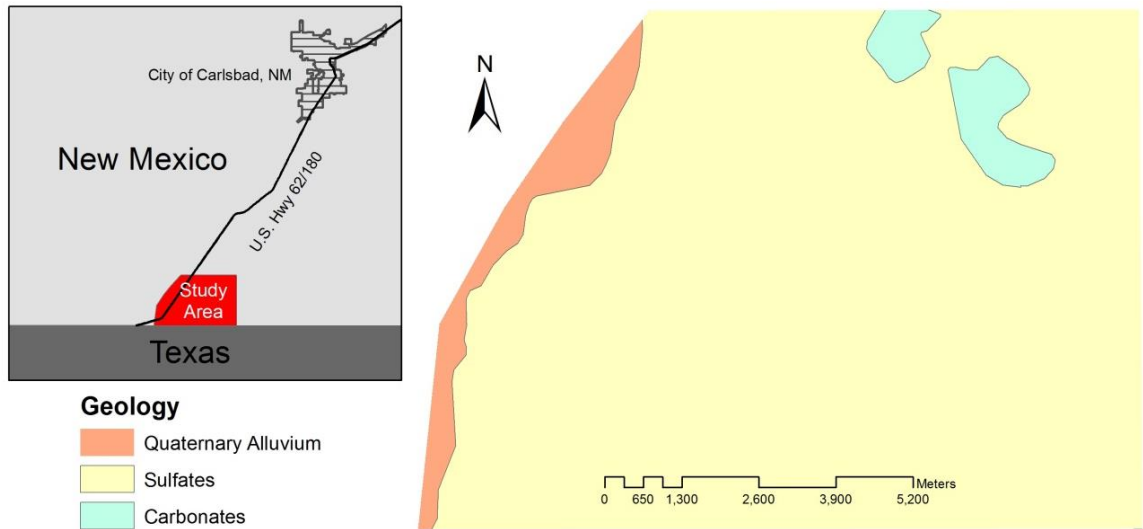 City of Carlsbad, NM
New Mexico
U.S. Hwy 62/180
Study
Area
Texas
N
Geology
Quaternary Alluvium
Sulfates
Carbonates
Meters
0 650 1,300 2,600 3,900 5,200